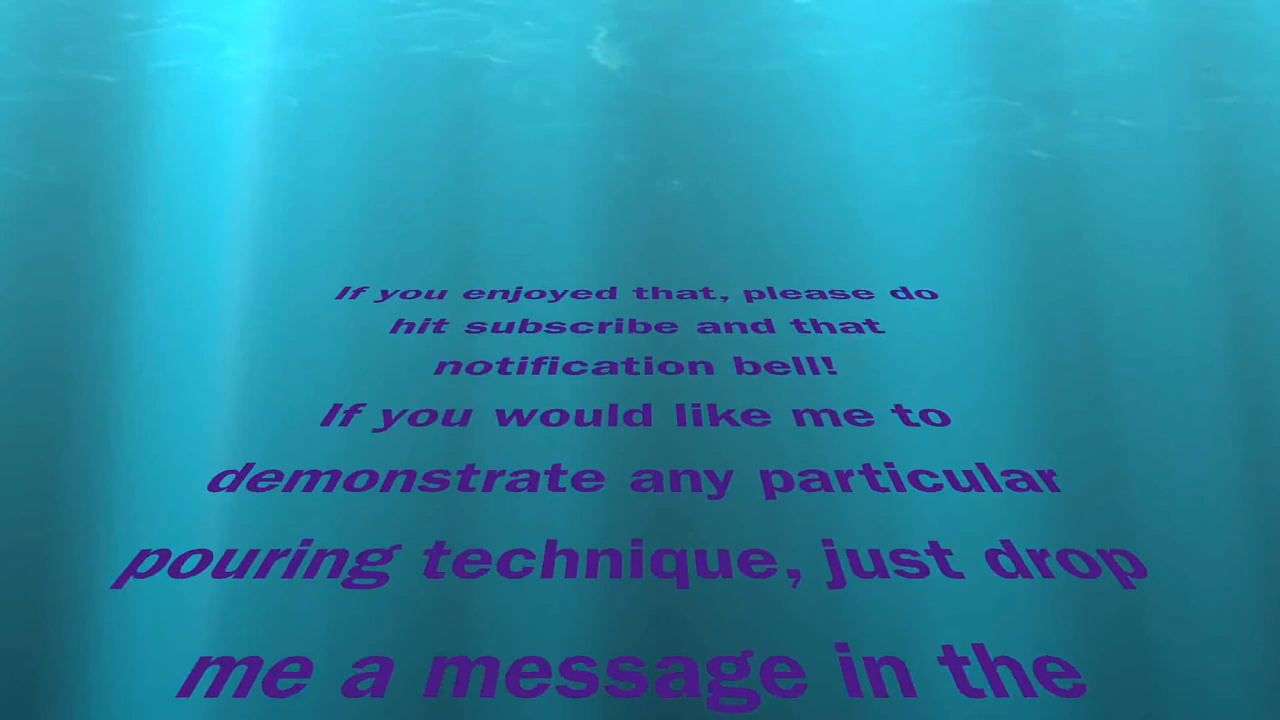 If you enjoyed that, please do
hit subscribe and that
notification bell!
If you would like me to
demonstrate any particular
pouring technique, just drop
me a message in the